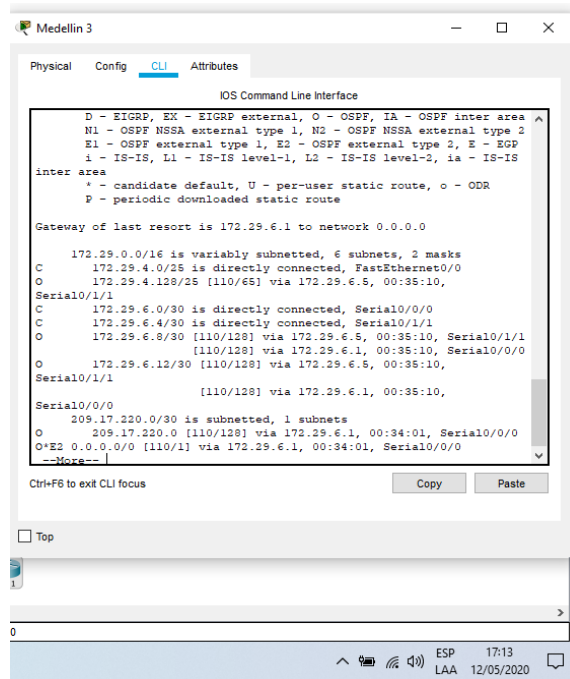 Medellin 3
Physical Config CLI Attributes
IOS Command Line Interface
D - EIGRP, EX - EIGRP external, O - OSPF, IA - OSPF inter area
N1 - OSPF NSSA external type 1, N2 - OSPF NSSA external type 2
E1 - OSPF external type 1, E2 - OSPF external type 2, E - EGP
i - IS-IS, L1 - IS-IS level-1, L2 - IS-IS level-2, ia - IS-IS
inter area
* - candidate default, U - per-user static route, o - ODR
P - periodic downloaded static route
Gateway of last resort is 172.29.6.1 to network 0.0.0.0
172.29.0.0/16 is variably subnetted, 6 subnets, 2 masks
C 172.29.4.0/25 is directly connected, FastEthernet0/0
O 172.29.4.128/25 [110/65] via 172.29.6.5, 00:35:10,
Serial0/1/1
C 172.29.6.0/30 is directly connected, Serial0/0/0
C 172.29.6.4/30 is directly connected, Serial0/1/1
O 172.29.6.8/30 [110/128] via 172.29.6.5, 00:35:10, Serial0/1/1
[110/128] via 172.29.6.1, 00:35:10, Serial0/0/0
O 172.29.6.12/30 [110/128] via 172.29.6.5, 00:35:10,
Serial0/1/1
[110/128] via 172.29.6.1, 00:35:10,
Serial0/0/0
209.17.220.0/30 is subnetted, 1 subnets
O 209.17.220.0 [110/128] via 172.29.6.1, 00:34:01, Serial0/0/0
O*E2 0.0.0.0/0 [110/1] via 172.29.6.1, 00:34:01, Serial0/0/0
--More--
Ctrl+F6 to exit CLI focus Copy Paste
Top
1
0
ESP 17:13
LAA 12/05/2020